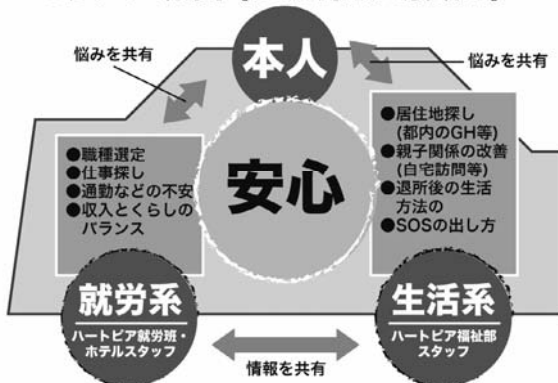 本人
悩みを共有
悩みを共有
安心
●職種選定
●仕事探し
●通勤などの不安
●収入とくらしの
バランス
●居住地探し
(都内のGH等)
●親子関係の改善
(自宅訪問等)
●退所後の生活
方法の
●SOSの出し方
就労系
ハートピア就労班・
ホテルスタッフ
生活系
ハートピア福祉部
スタッフ
情報を共有